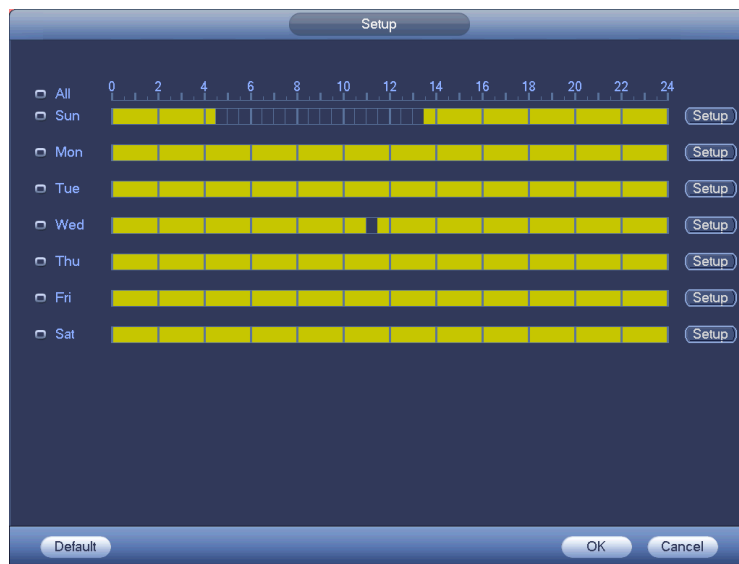 Setup
All 0 2 4 6 8 10 12 14 16 18 20 22 24
Sun Setup
Mon Setup
Tue Setup
Wed Setup
Thu Setup
Fri Setup
Sat Setup
Default OK Cancel